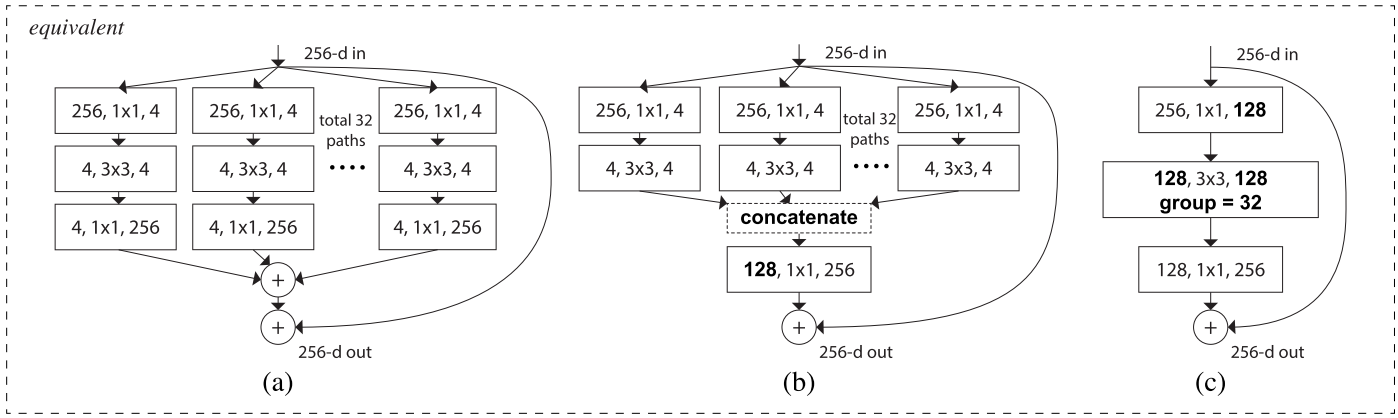 equivalent
256-d in
256, 1x1, 4
256, 1x1, 4
total 32
paths
256, 1x1, 4
4, 3x3, 4
4, 3x3, 4
....
4, 3x3, 4
4, 1x1, 256
4, 1x1, 256
4, 1x1, 256
+
+
256-d out
(a)
256-d in
256, 1x1, 4
256, 1x1, 4
total 32
paths
256, 1x1, 4
4, 3x3, 4
4, 3x3, 4
....
4, 3x3, 4
concatenate
128, 1x1, 256
+
256-d out
(b)
256-d in
256, 1x1, 128
128, 3x3, 128
group = 32
128, 1x1, 256
+
256-d out
(c)